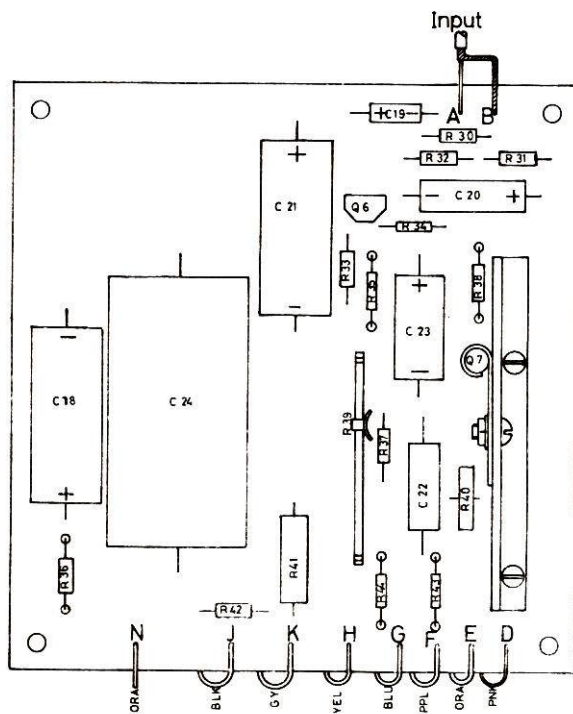 Input
A B
+ C19 -
R 30
R 32
R 31
- C 20 +
+
C 21
-
Q6
R 34
R 33
R 35
R 38
+
C 23
-
Q7
-
C 18
+
C 24
R 39
R 37
C 22
R 40
R 36
R 42
R41
R 44
R 43
N J K H G F E D
ORA
BLK
GY
YEL
BLU
PPL
ORA
PNK